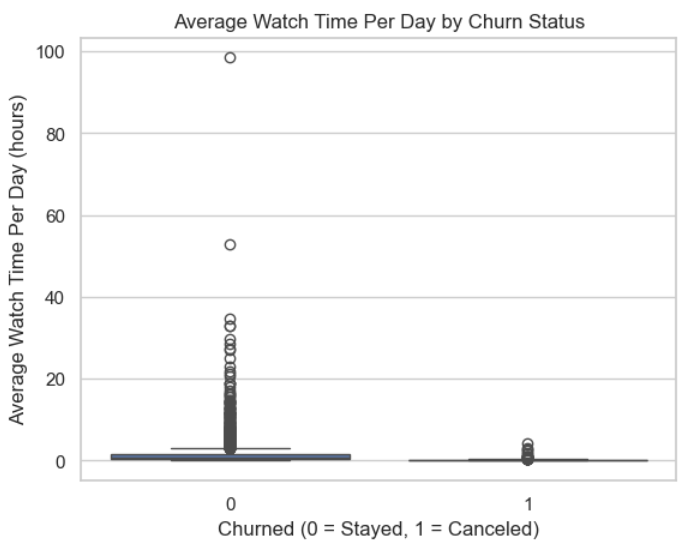 Average Watch Time Per Day by Churn Status
Average Watch Time Per Day (hours)
100
80
60
40
20
0
0 1
Churned (0 = Stayed, 1 = Canceled)